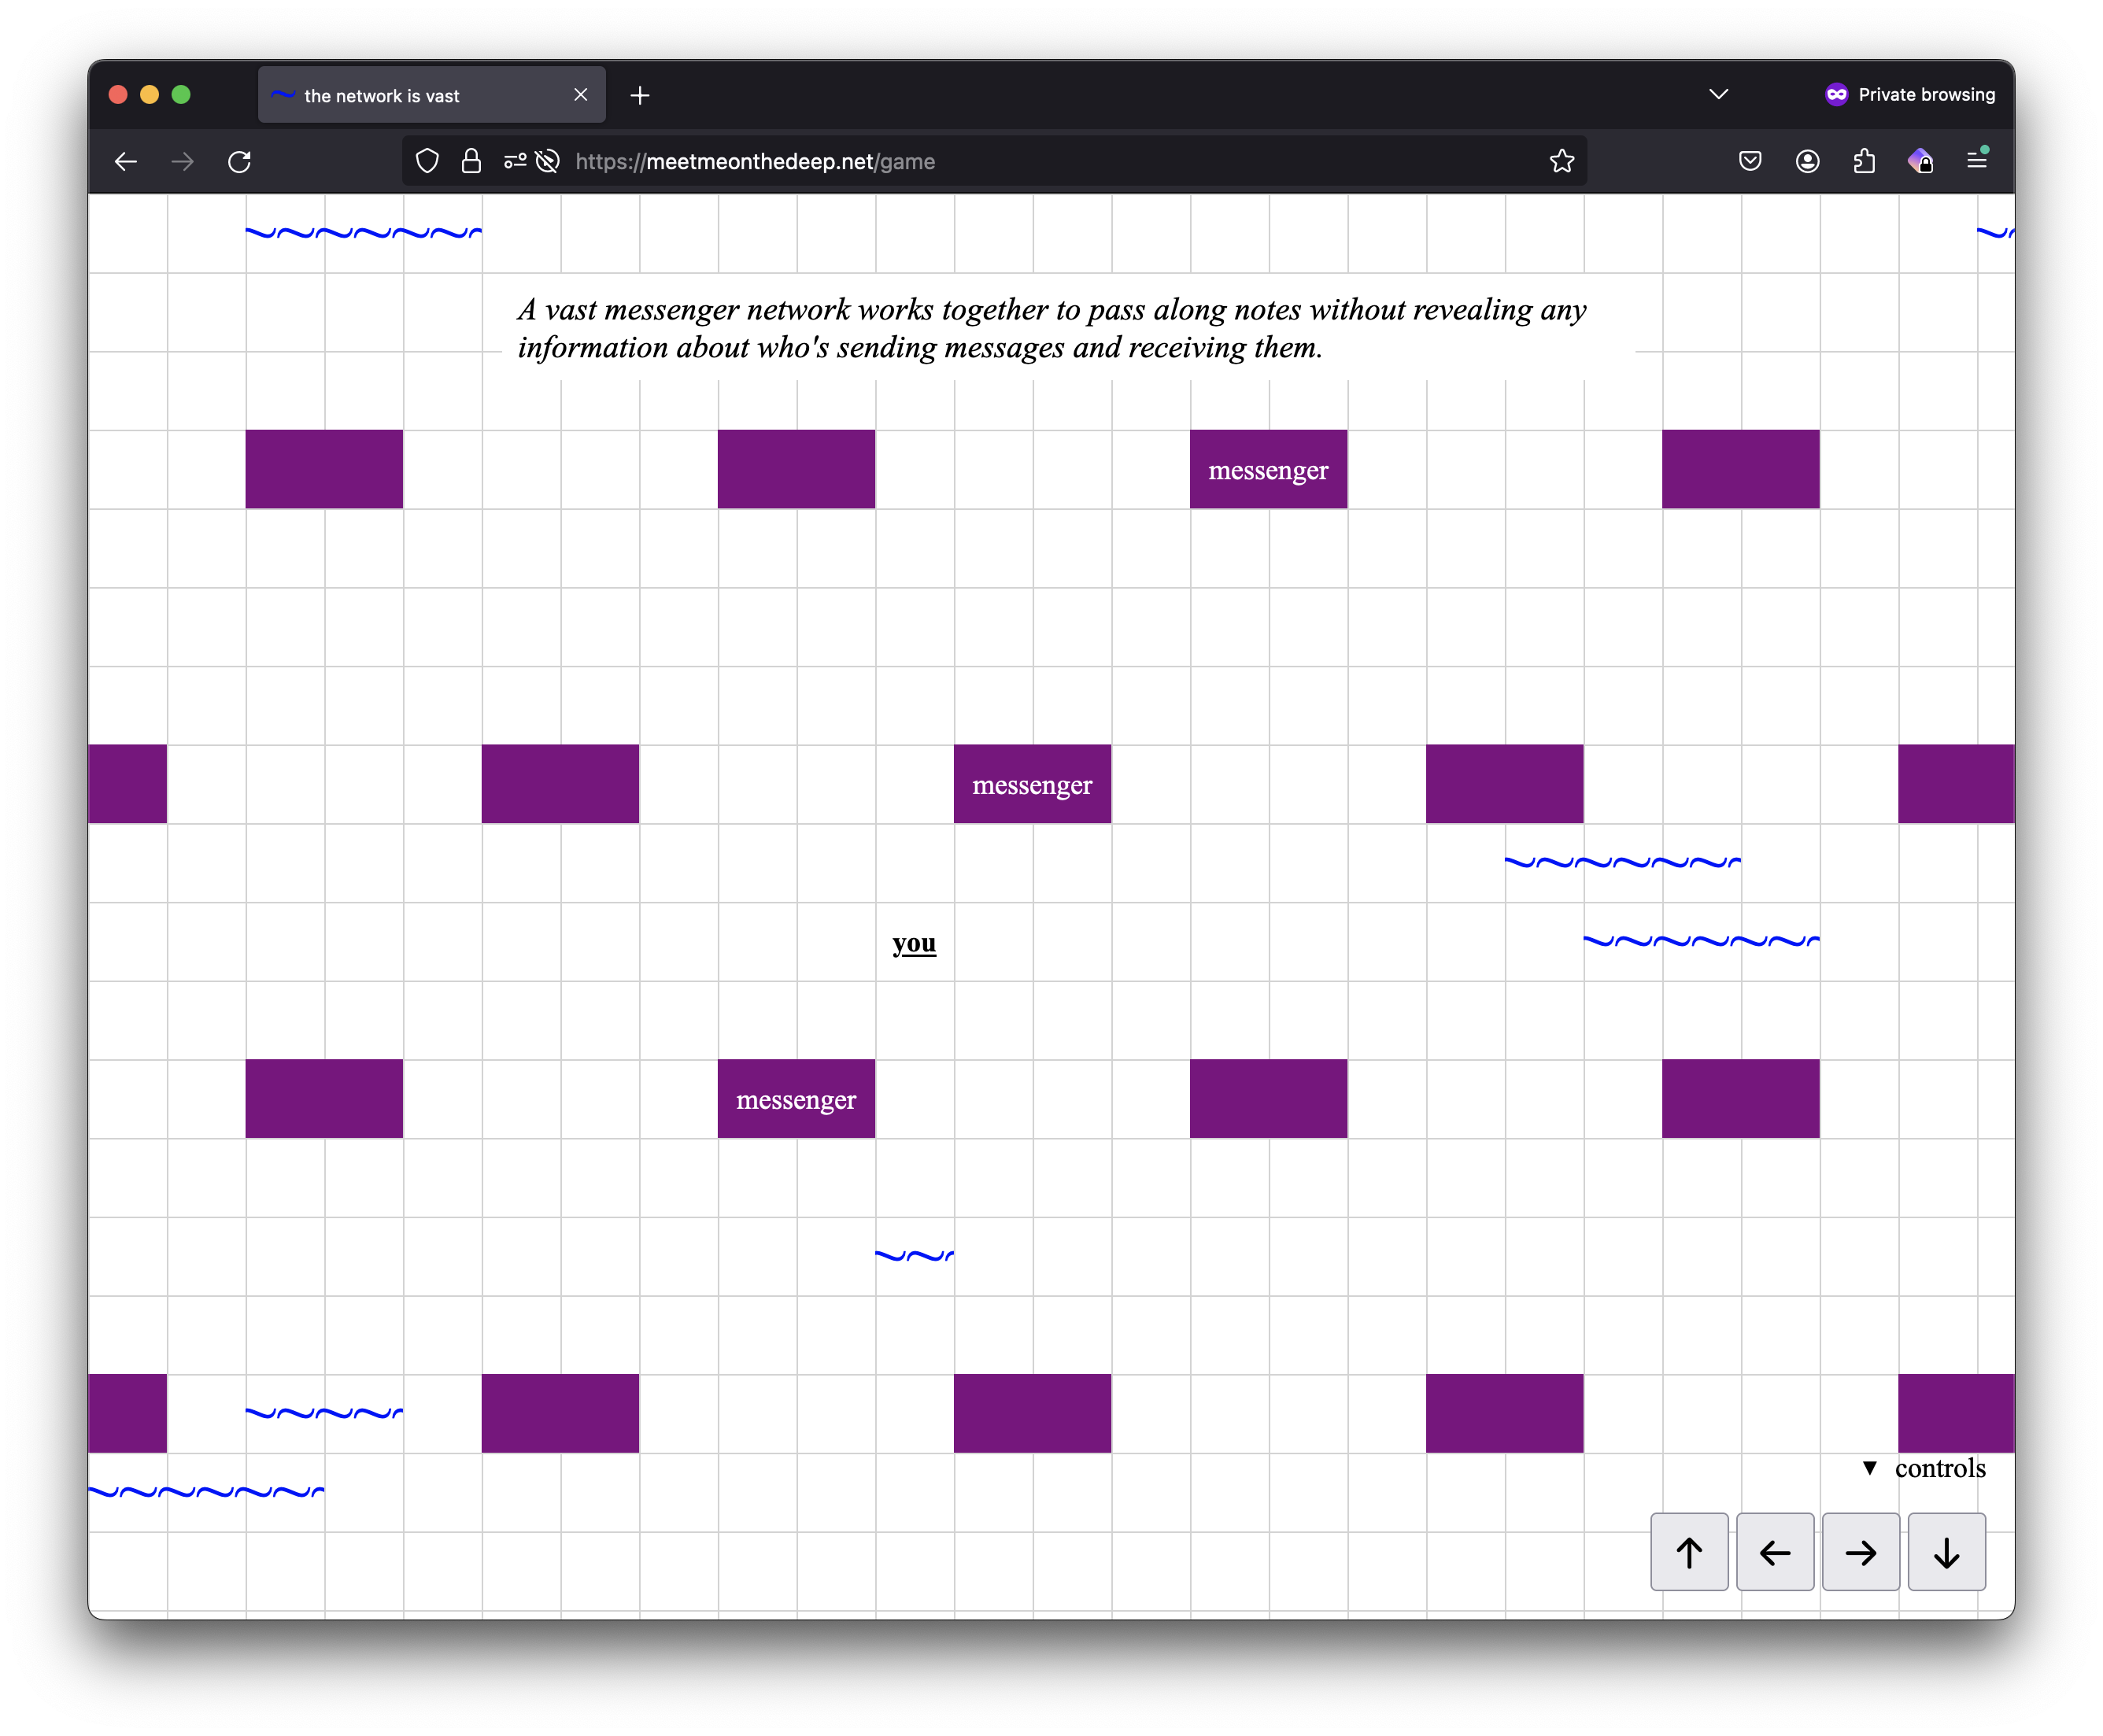 the network is vast
Private browsing
https://meetmeonthedeep.net/game
A vast messenger network works together to pass along notes without revealing any
information about who's sending messages and receiving them.
messenger
messenger
you
messenger
▼ controls
↑ ← → ↓